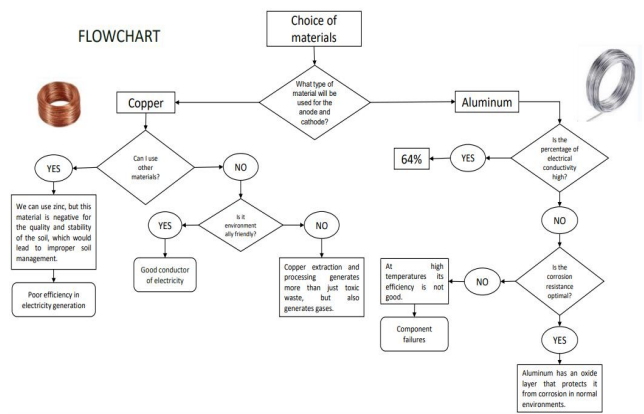 FLOWCHART
Choice of
materials
What type of
material will be
used for the
anode and
cathode?
Copper
Aluminum
Can I use
other
materials?
YES
NO
We can use zinc, but this
material is negative for
the quality and stability
of the soil, which would
lead to improper soil
management.
Poor efficiency in
electricity generation
Is it
environment
ally friendly?
YES
NO
Good conductor
of electricity
Copper extraction and
processing generates
more than just toxic
waste, but also
generates gases.
Is the
percentage of
electrical
conductivity
high?
YES
64%
NO
Is the
corrosion
resistance
optimal?
NO
At high
temperatures its
efficiency is not
good.
Component
failures
YES
Aluminum has an oxide
layer that protects it
from corrosion in normal
environments.